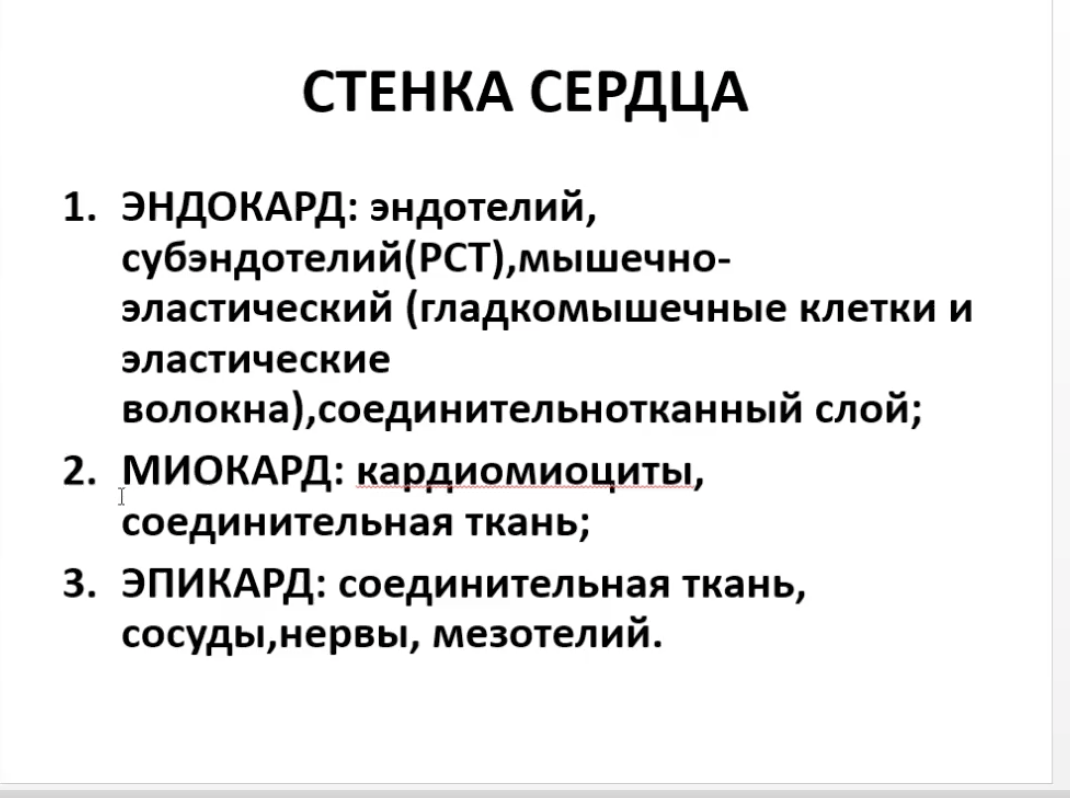 СТЕНКА СЕРДЦА
1. ЭНДОКАРД: эндотелий,
субэндотелий(РСТ),мышечно-
эластический (гладкомышечные клетки и
эластические
волокна),соединительнотканный слой;
2. МИОКАРД: кардиомиоциты,
соединительная ткань;
3. ЭПИКАРД: соединительная ткань,
сосуды,нервы, мезотелий.